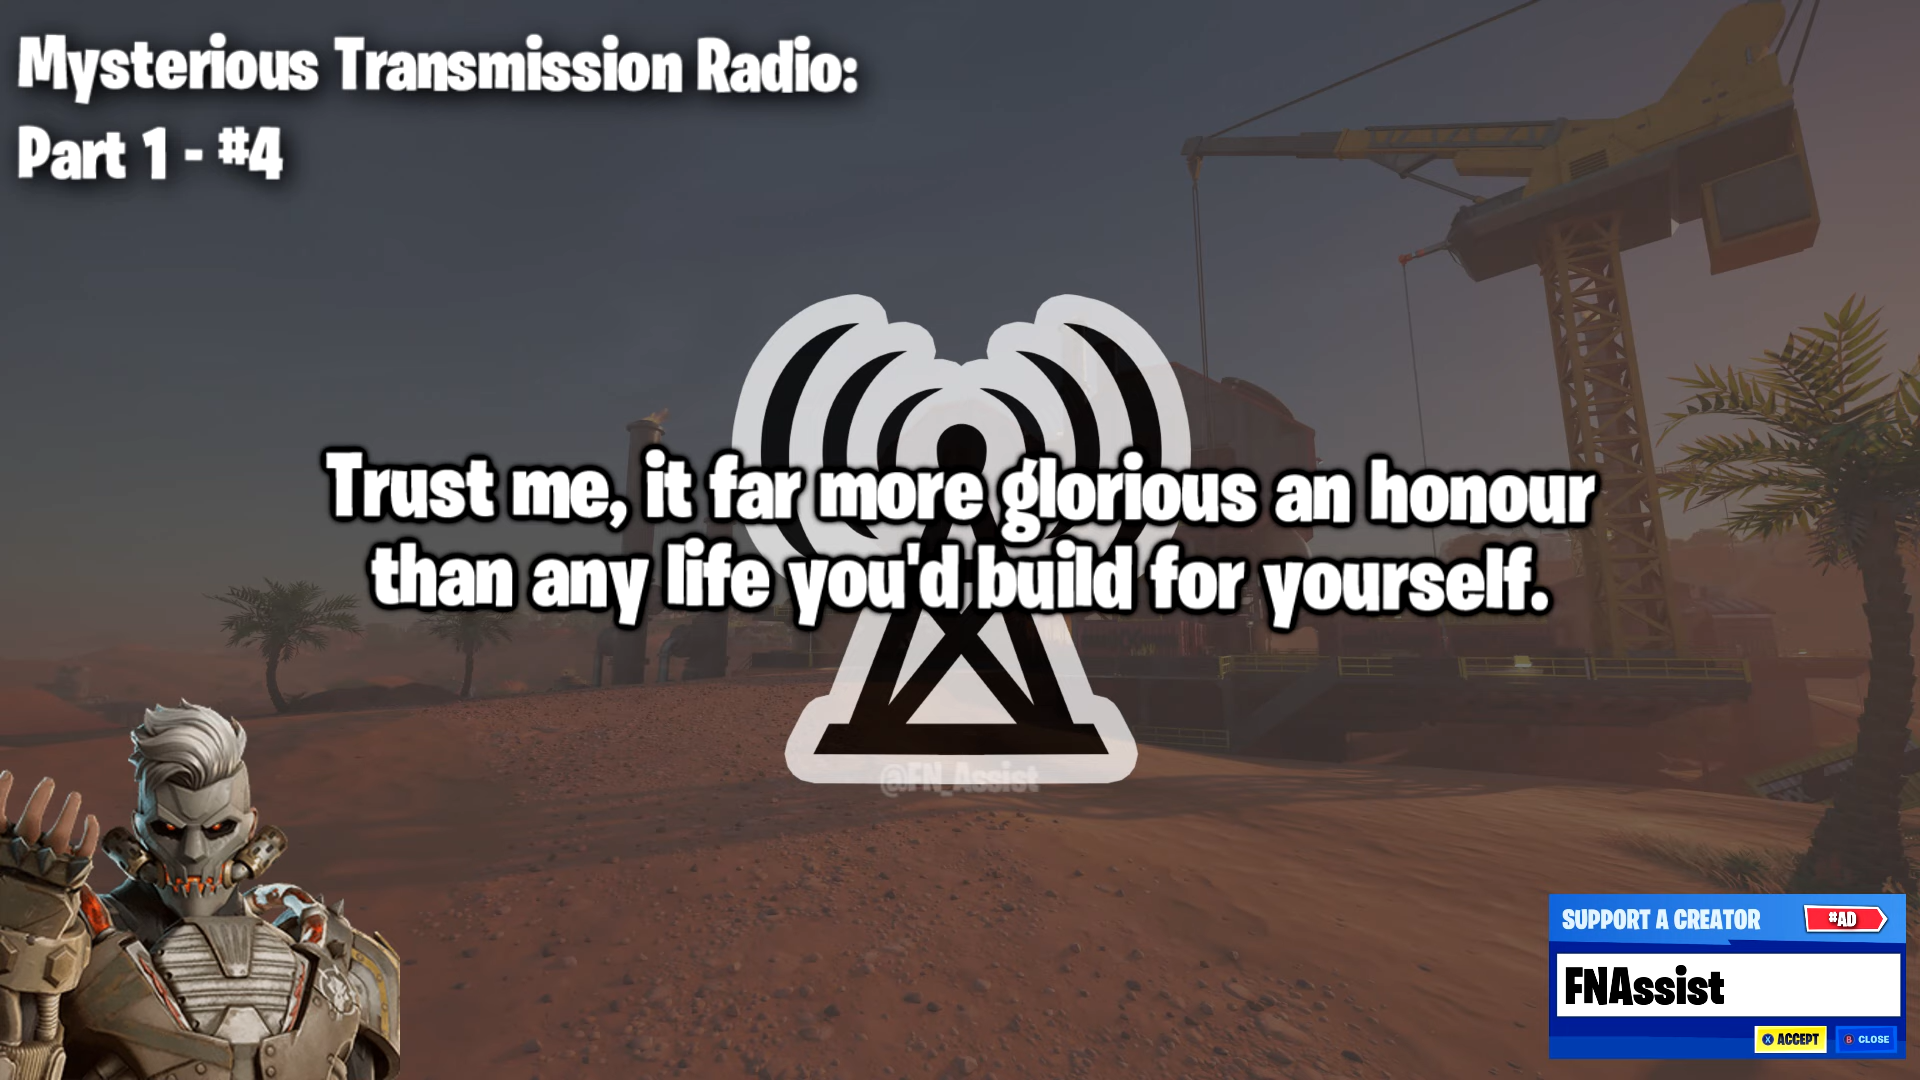 Mysterious Transmission Radio:
Part 1 - #4
Trust me, it far more glorious an honour
than any life you'd build for yourself.
@FN_Assist
SUPPORT A CREATOR
#AD
FNAssist
X ACCEPT
B CLOSE